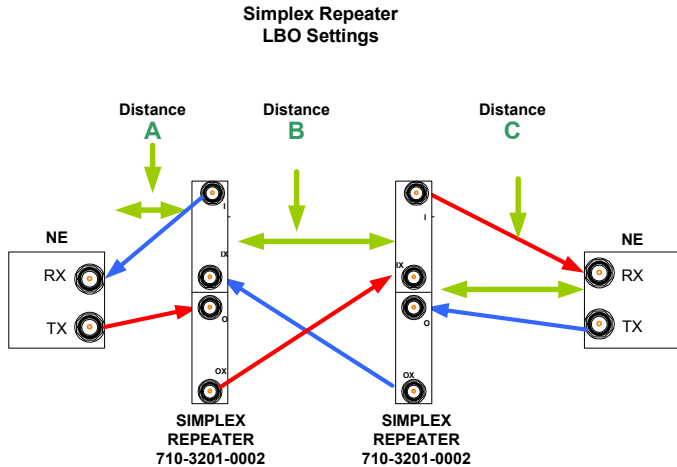 Simplex Repeater
LBO Settings
Distance
A
Distance
B
Distance
C
NE
RX
TX
I
IX
O
OX
I
IX
O
OX
NE
RX
TX
SIMPLEX
REPEATER
710-3201-0002
SIMPLEX
REPEATER
710-3201-0002